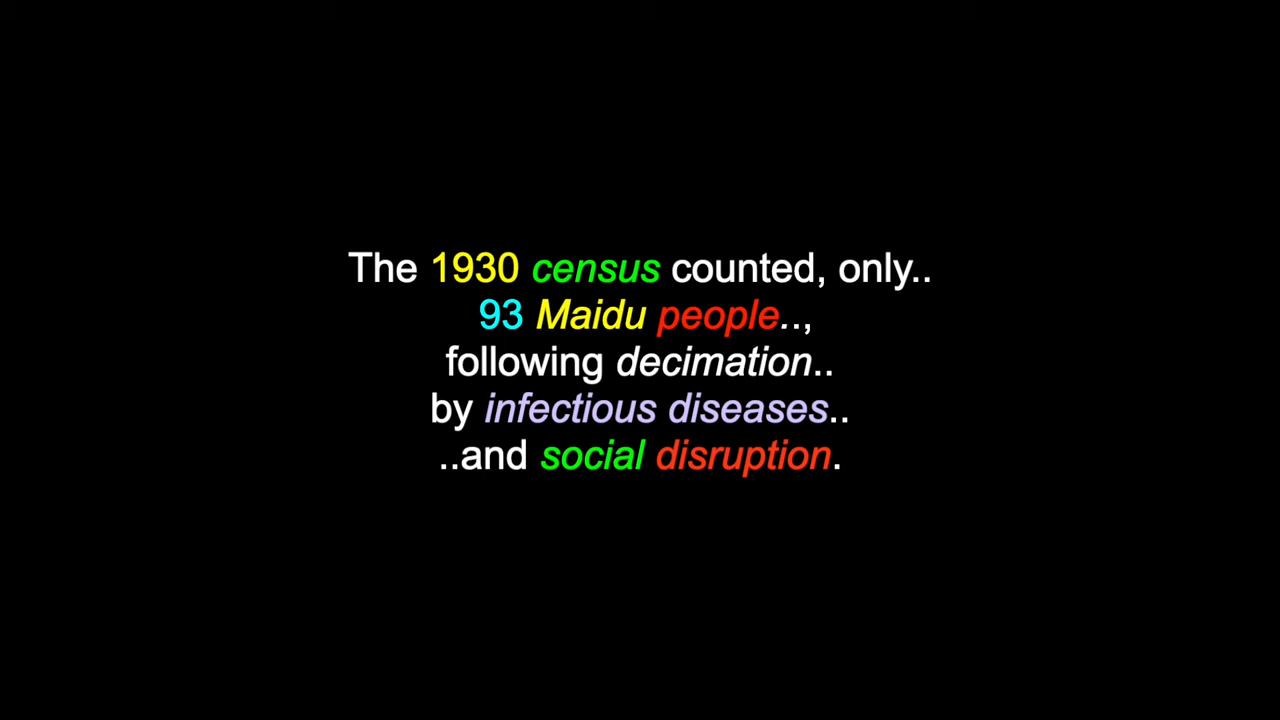 The 1930 census counted, only..
93 Maidu people..,
following decimation..
by infectious diseases..
..and social disruption.